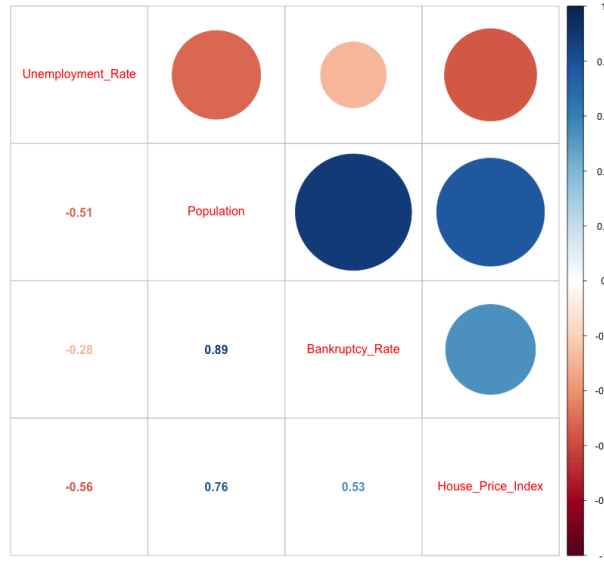 Unemployment_Rate
-0.51
Population
-0.28
0.89
Bankruptcy_Rate
-0.56
0.76
0.53
House_Price_Index
1
0